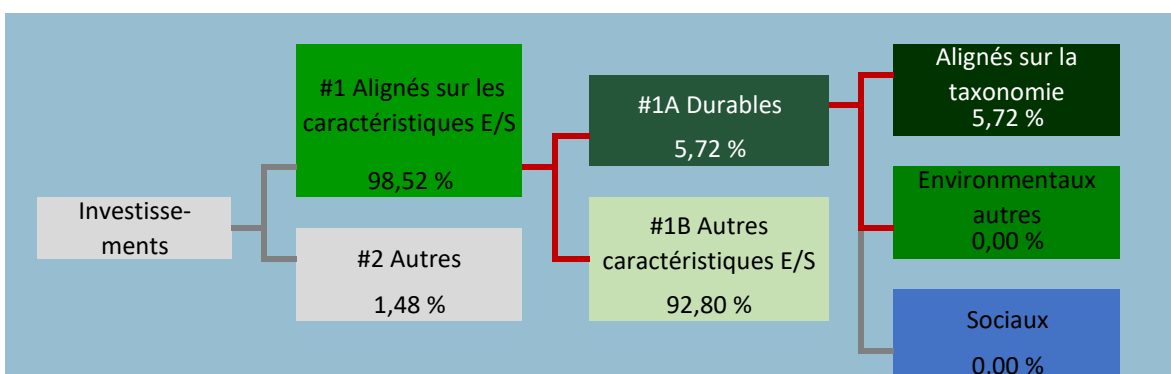 Investisse-
ments
#1 Alignés sur les
caractéristiques E/S
98,52 %
#2 Autres
1,48 %
#1A Durables
5,72 %
#1B Autres
caractéristiques E/S
92,80 %
Alignés sur la
taxonomie
5,72 %
Environmentaux
autres
0,00 %
Sociaux
0,00 %